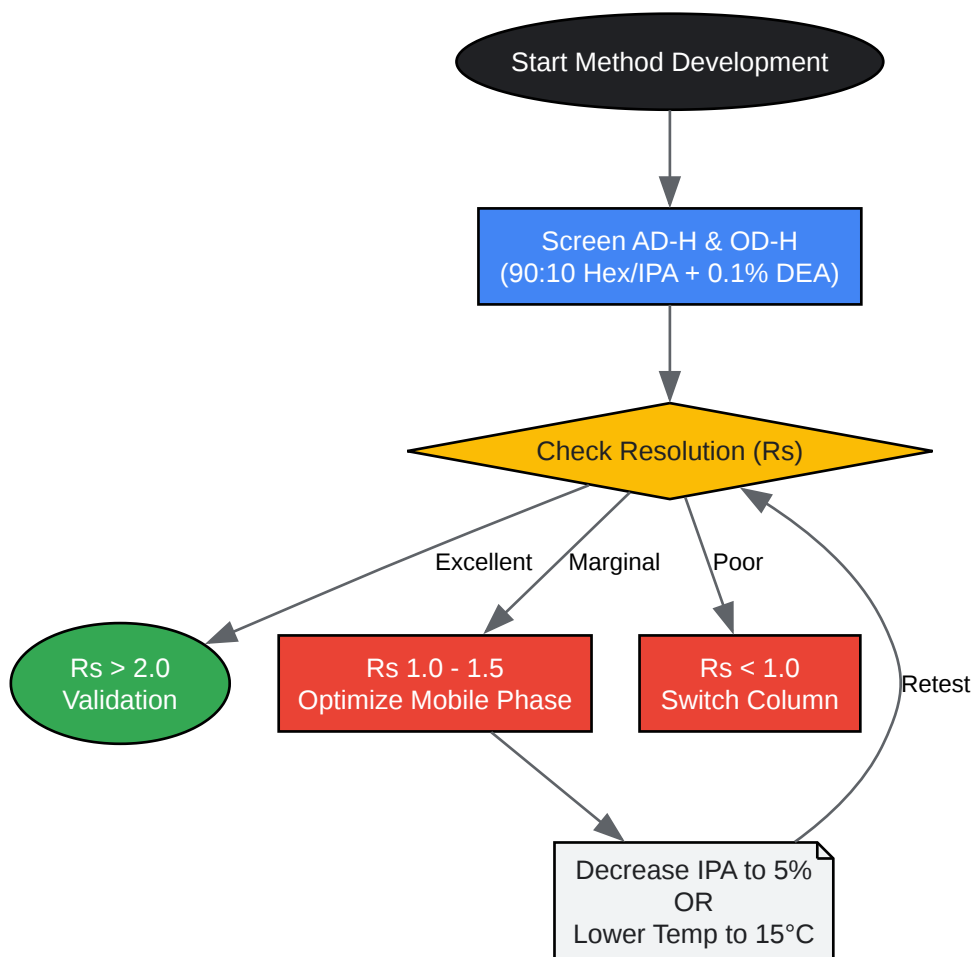 Start Method Development
Screen AD-H & OD-H
(90:10 Hex/IPA + 0.1% DEA)
Check Resolution (Rs)
Excellent
Marginal
Poor
Rs > 2.0
Validation
Rs 1.0 - 1.5
Optimize Mobile Phase
Rs < 1.0
Switch Column
Retest
Decrease IPA to 5%
OR
Lower Temp to 15°C